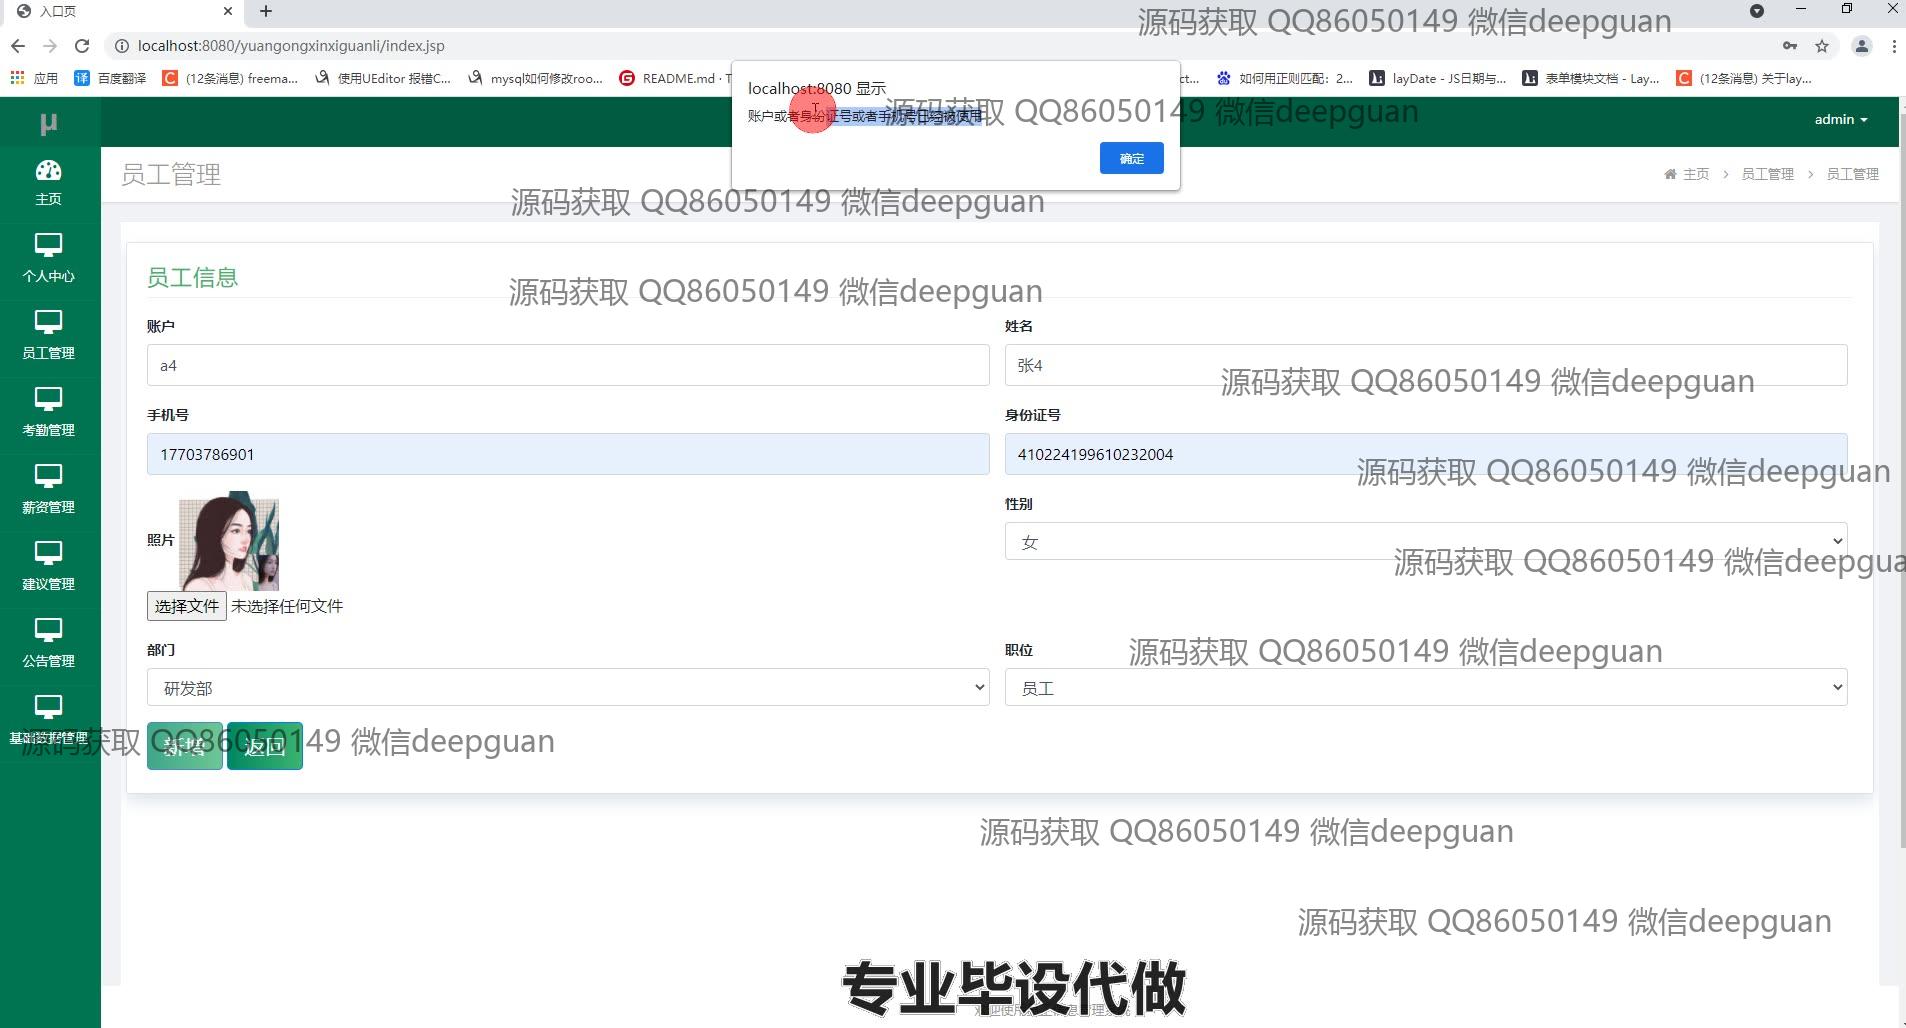 入口页
源码获取 QQ86050149 微信deepguan
localhost:8080/yuangongxinxiguanli/index.jsp
应用 百度翻译 (12条消息) freema... 使用UEditor 报错C... mysql如何修改roo... README.md · T ct... 如何用正则匹配：2... layDate - JS日期与... 表单模块文档 - Lay... (12条消息) 关于lay...
localhost:8080 显示
账户或者身份证号或者手机号已经被使用
源码获取 QQ86050149 微信deepguan
确定
μ
admin
员工管理
主页 > 员工管理 > 员工管理
源码获取 QQ86050149 微信deepguan
主页
个人中心
员工管理
考勤管理
薪资管理
建议管理
公告管理
基础数据管理
员工信息
源码获取 QQ86050149 微信deepguan
账户
姓名
a4
张4
源码获取 QQ86050149 微信deepguan
手机号
身份证号
17703786901
410224199610232004
源码获取 QQ86050149 微信deepguan
照片
性别
女
源码获取 QQ86050149 微信deepgua
选择文件 未选择任何文件
部门
职位
源码获取 QQ86050149 微信deepguan
研发部
员工
新增 返回
源码获取 QQ86050149 微信deepguan
源码获取 QQ86050149 微信deepguan
源码获取 QQ86050149 微信deepguan
专业毕设代做